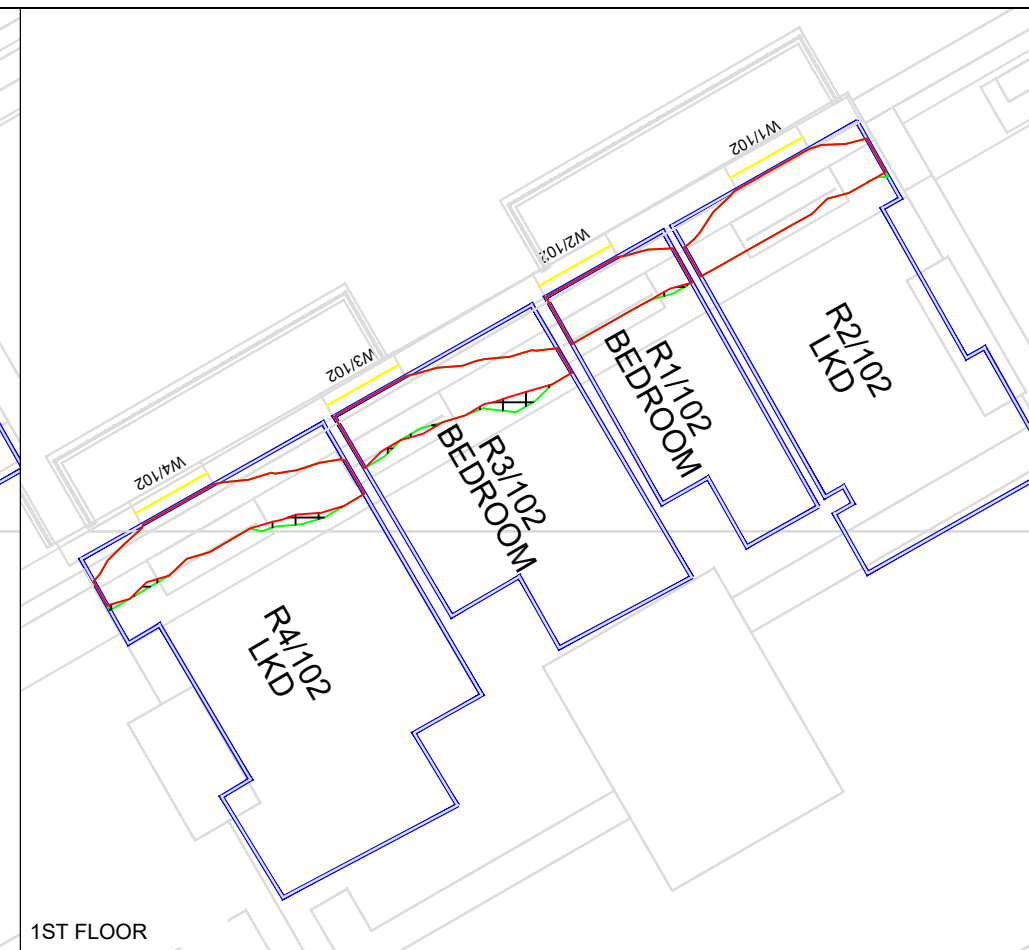 W1/102
W2/102
R2/102
LKD
R1/102
BEDROOM
W3/102
R3/102
BEDROOM
W4/102
R4/102
LKD
1ST FLOOR